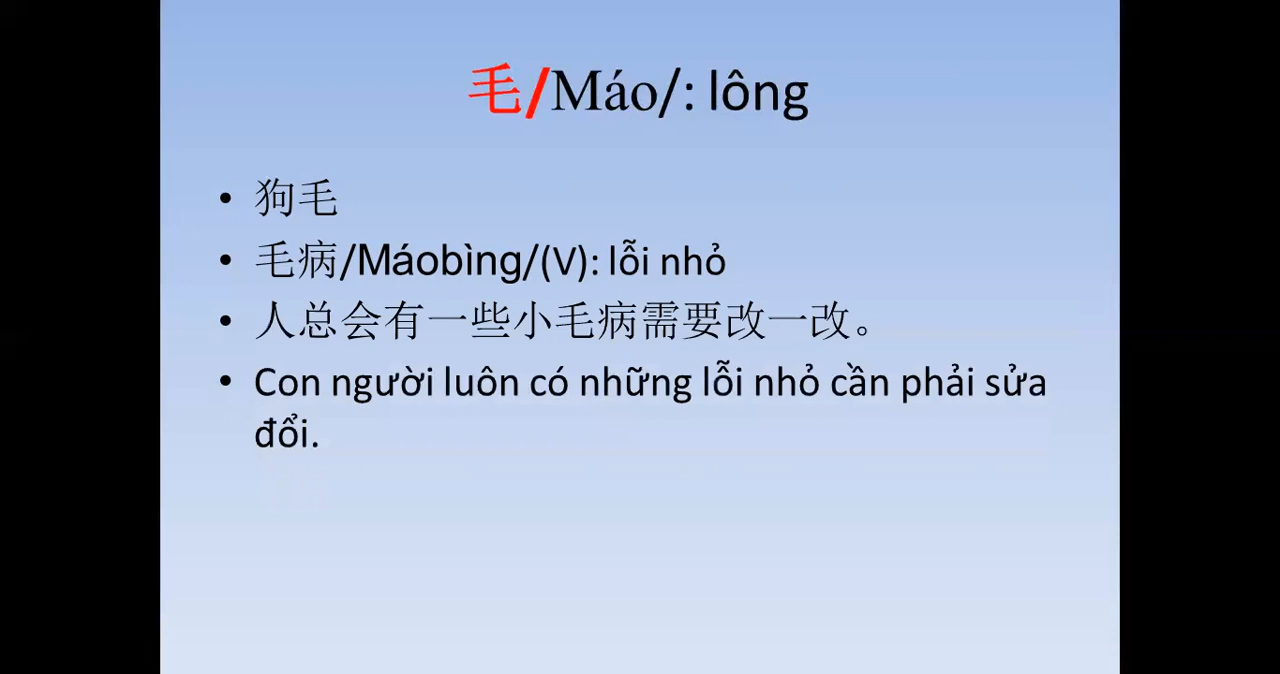 毛/Máo/: lông
• 狗毛
• 毛病/Máobìng/(V): lỗi nhỏ
• 人总会有一些小毛病需要改一改。
• Con người luôn có những lỗi nhỏ cần phải sửa
đổi.